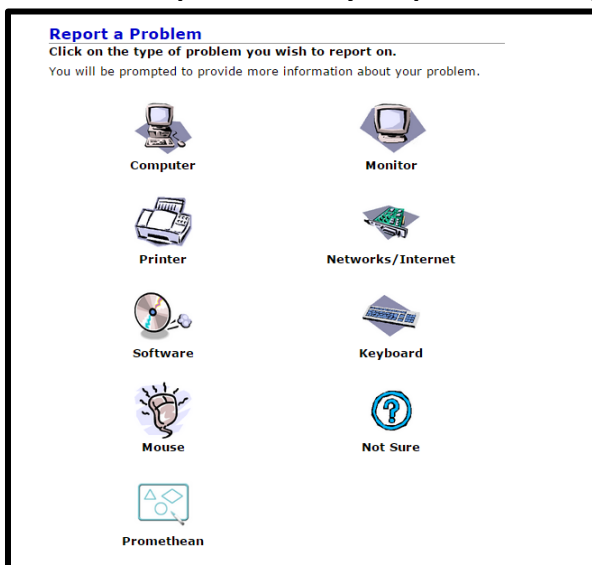 Report a Problem
Click on the type of problem you wish to report on.
You will be prompted to provide more information about your problem.
Computer
Monitor
Printer
Networks/Internet
Software
Keyboard
Mouse
Not Sure
Promethean